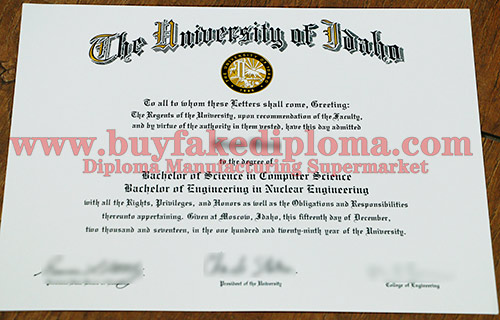 The University of Idaho
To all to whom these Letters shall come, Greeting:
The Regents of the University, upon recommendation of the Faculty,
and by virtue of the authority in them vested, have this day admitted
www.buyfakediploma.com
to the degree of
Diploma Manufacturing Supermarket
Bachelor of Science in Computer Science
Bachelor of Engineering in Nuclear Engineering
with all the Rights, Privileges, and Honors as well as the Obligations and Responsibilities
thereunto appertaining. Given at Moscow, Idaho, this fifteenth day of December,
two thousand and seventeen, in the one hundred and twenty-ninth year of the University.
President of the University
College of Engineering